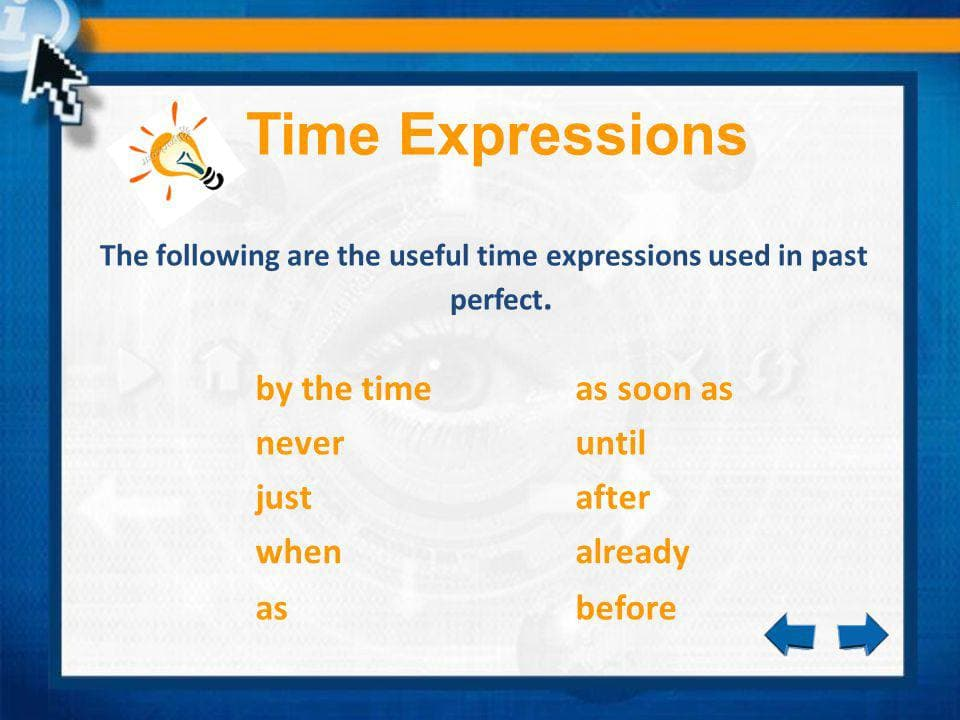 Time Expressions
The following are the useful time expressions used in past
perfect.
by the time
never
just
when
as
as soon as
until
after
already
before